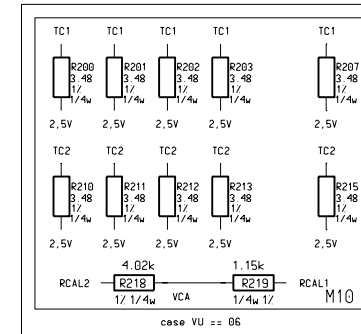 TC1 TC1 TC1 TC1 TC1
R200 R201 R202 R203 R207
3.48 3.48 3.48 3.48 3.48
1% 1% 1% 1% 1%
1/4w 1/4w 1/4w 1/4w 1/4w
2,5V 2,5V 2,5V 2,5V 2,5V
TC2 TC2 TC2 TC2 TC2
R210 R211 R212 R213 R215
3.48 3.48 3.48 3.48 3.48
1% 1% 1% 1% 1%
1/4w 1/4w 1/4w 1/4w 1/4w
2,5V 2,5V 2,5V 2,5V 2,5V
4.02k 1.15k
RCAL2 R218 R219 RCAL1
1% 1/4w VCA 1/4w 1% M10
case VU == 06